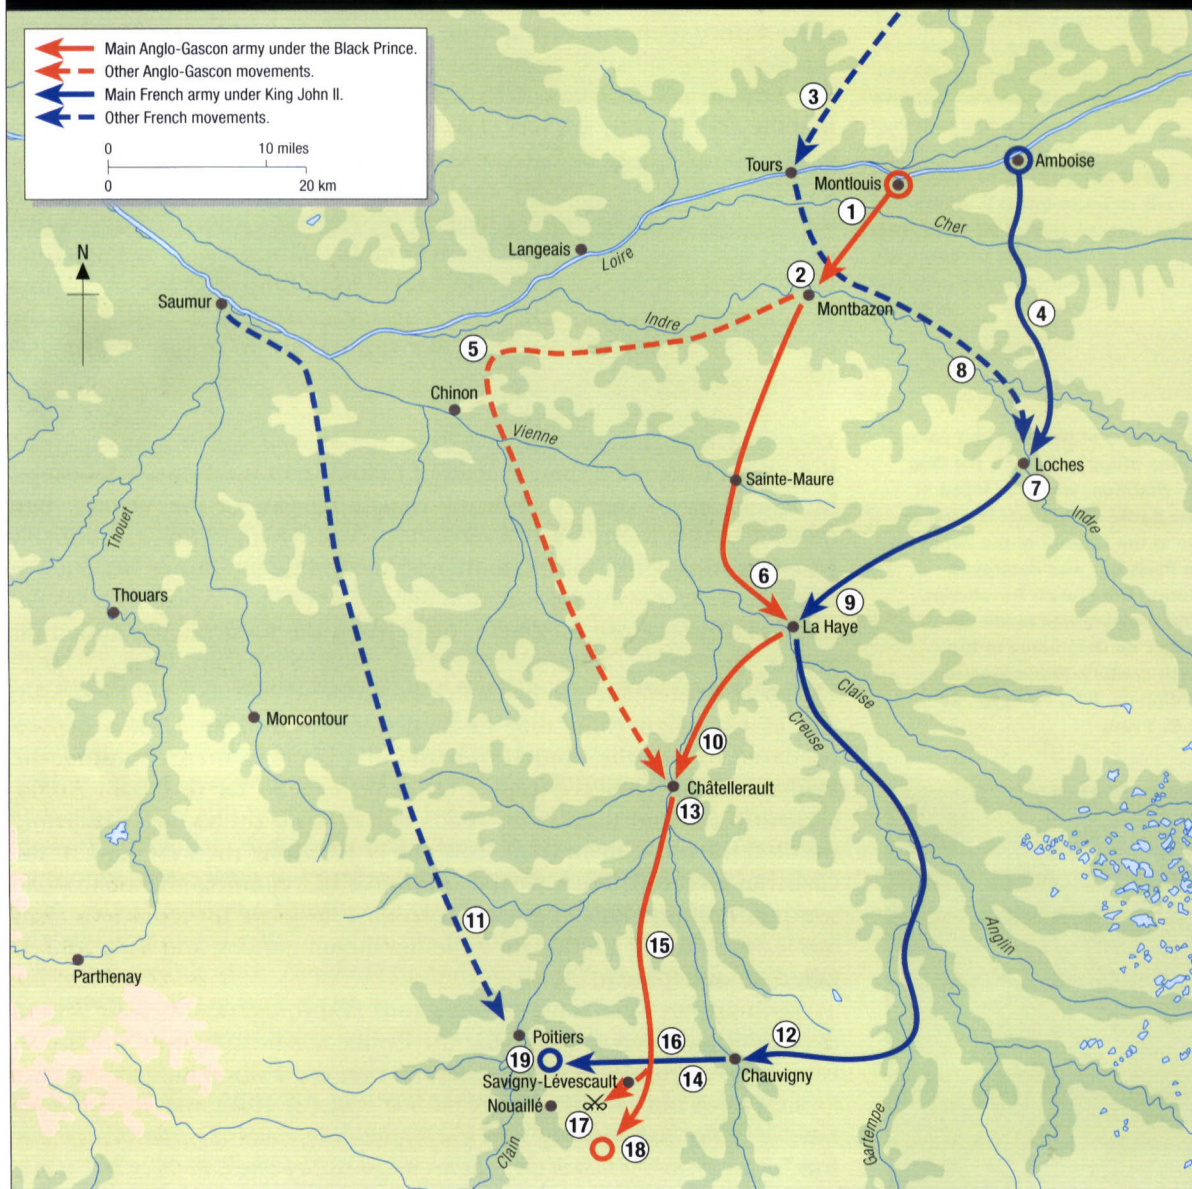 Main Anglo-Gascon army under the Black Prince.
Other Anglo-Gascon movements.
Main French army under King John II.
Other French movements.
0 10 miles
0 20 km
3
Tours
Montlouis
Amboise
1
Cher
N
Langeais
Loire
2
Saumur
Montbazon
4
Indre
5
8
Chinon
Vienne
Loches
Sainte-Maure
7
Indre
Thouet
6
9
Thouars
La Haye
Claise
Moncontour
Creuse
10
Châtellerault
13
11
15
Anglin
Parthenay
Poitiers
16
12
19
14
Chauvigny
Savigny-Lévescault
Nouaillé
17
18
Clain
Gartempe